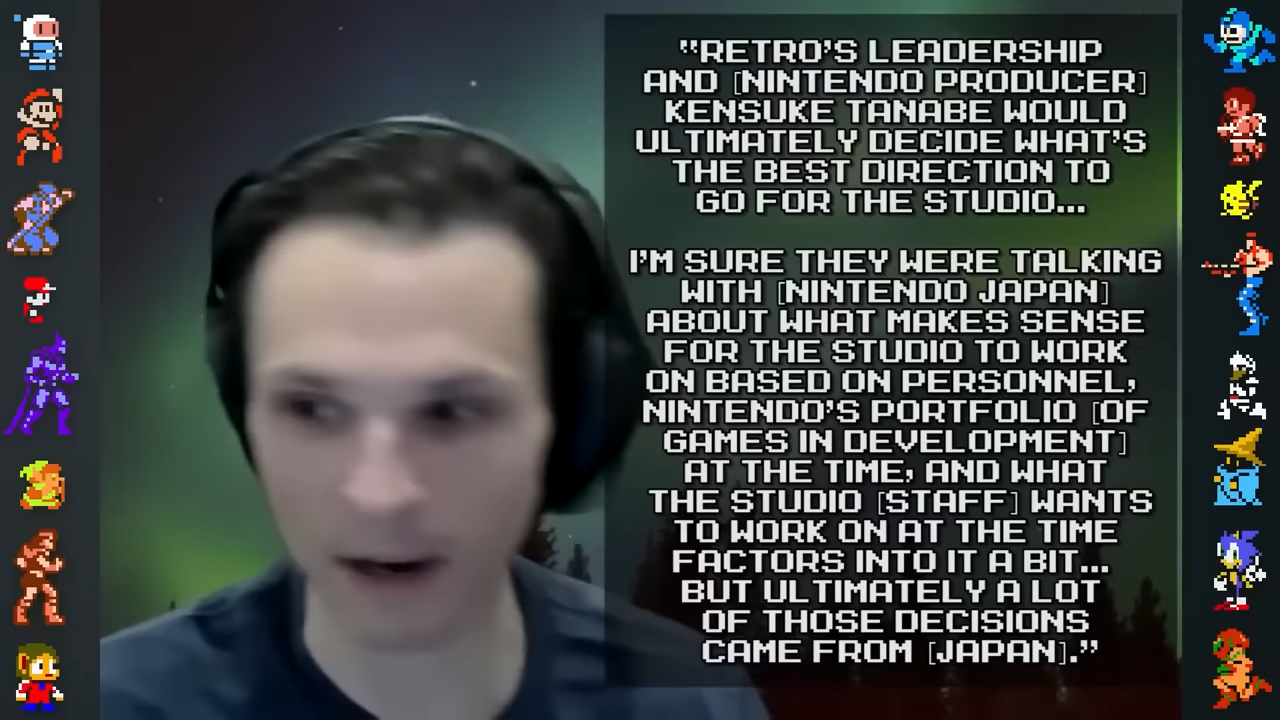 "RETRO'S LEADERSHIP
AND [NINTENDO PRODUCER]
KENSUKE TANABE WOULD
ULTIMATELY DECIDE WHAT'S
THE BEST DIRECTION TO
GO FOR THE STUDIO...
I'M SURE THEY WERE TALKING
WITH [NINTENDO JAPAN]
ABOUT WHAT MAKES SENSE
FOR THE STUDIO TO WORK
ON BASED ON PERSONNEL,
NINTENDO'S PORTFOLIO [OF
GAMES IN DEVELOPMENT]
AT THE TIME, AND WHAT
THE STUDIO [STAFF] WANTS
TO WORK ON AT THE TIME
FACTORS INTO IT A BIT...
BUT ULTIMATELY A LOT
OF THOSE DECISIONS
CAME FROM [JAPAN]."